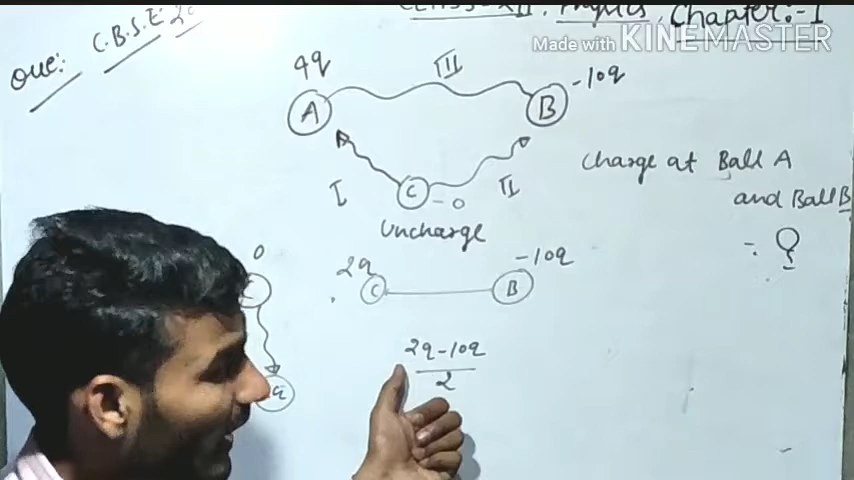 CLASS-XII, Physics, Chapter:-I
Made with KINEMASTER
Que: C.B.S.E.
4q
III
-10q
A
B
Charge at Ball A
I
C
-0
II
and Ball B
Uncharge
= ?
0
2q
-10q
C
B
2q-10q
2